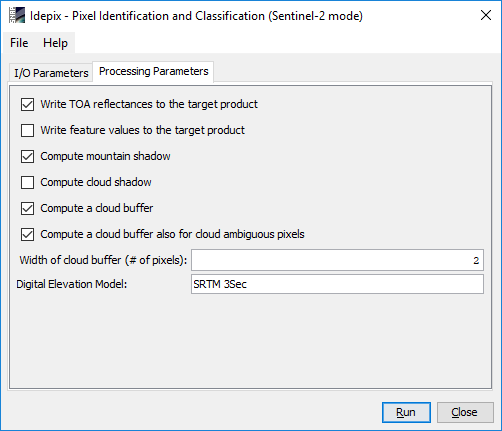 Idepix - Pixel Identification and Classification (Sentinel-2 mode)
File Help
I/O Parameters Processing Parameters
Write TOA reflectances to the target product
Write feature values to the target product
Compute mountain shadow
Compute cloud shadow
Compute a cloud buffer
Compute a cloud buffer also for cloud ambiguous pixels
Width of cloud buffer (# of pixels): 2
Digital Elevation Model: SRTM 3Sec
Run Close